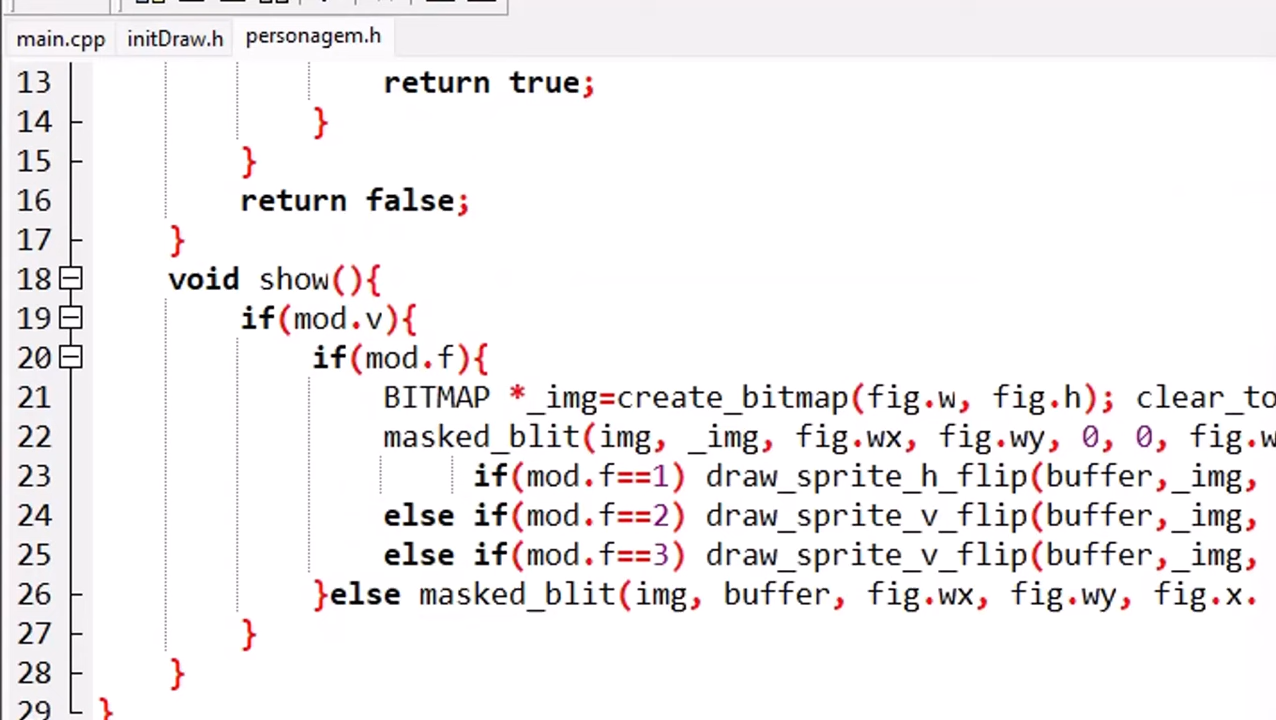 main.cpp initDraw.h personagem.h
13 return true;
14 }
15 }
16 return false;
17 }
18 void show(){
19 if(mod.v){
20 if(mod.f){
21 BITMAP *_img=create_bitmap(fig.w, fig.h); clear_to
22 masked_blit(img, _img, fig.wx, fig.wy, 0, 0, fig.w
23 if(mod.f==1) draw_sprite_h_flip(buffer,_img,
24 else if(mod.f==2) draw_sprite_v_flip(buffer,_img,
25 else if(mod.f==3) draw_sprite_v_flip(buffer,_img,
26 }else masked_blit(img, buffer, fig.wx, fig.wy, fig.x.
27 }
28 }
29 }